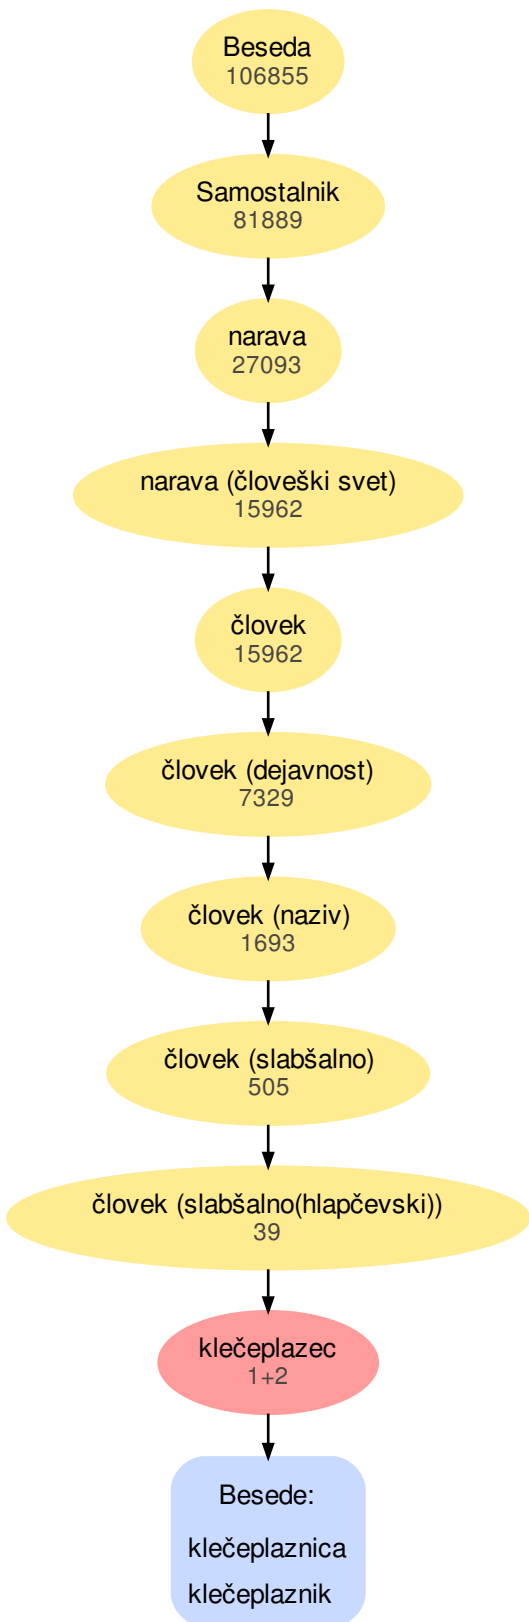 Beseda
106855
Samostalnik
81889
narava
27093
narava (človeški svet)
15962
človek
15962
človek (dejavnost)
7329
človek (naziv)
1693
človek (slabšalno)
505
človek (slabšalno(hlapčevski))
39
klečeplazec
1+2
Besede:
klečeplaznica
klečeplaznik